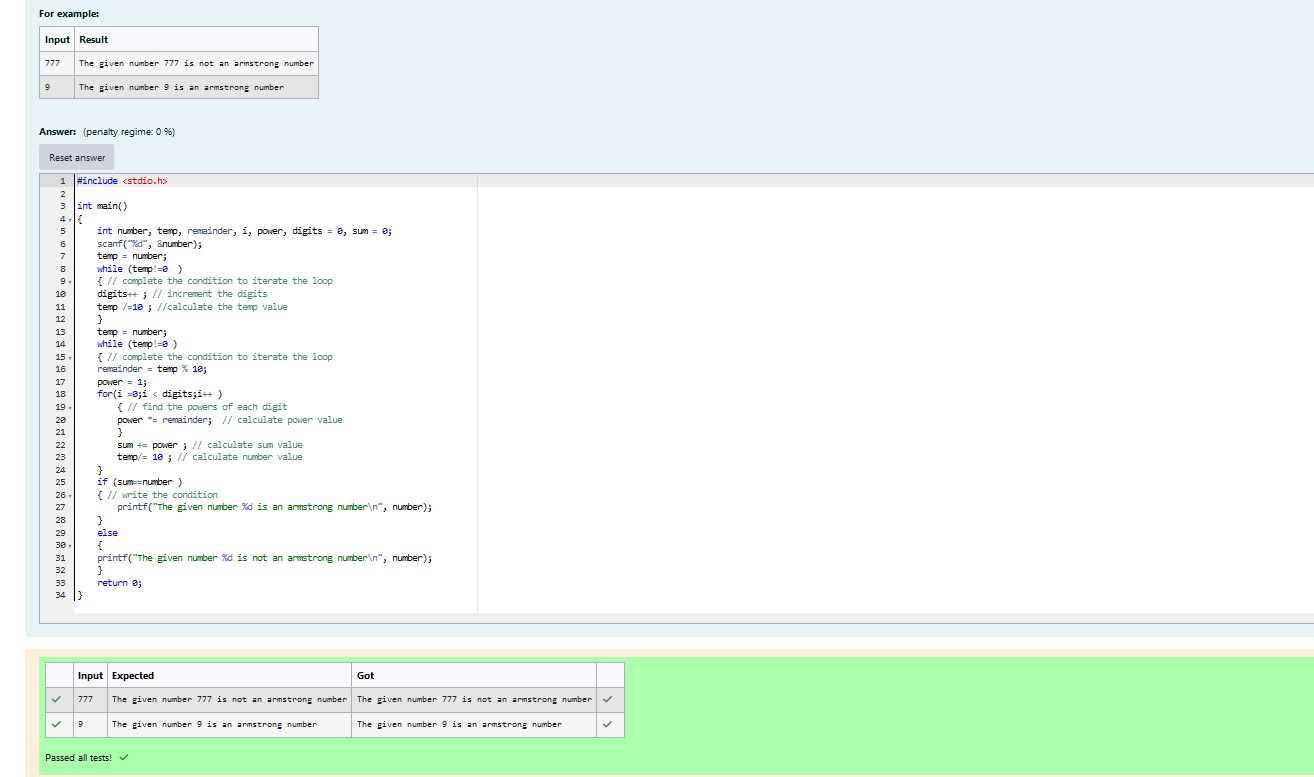 For example:
Input Result
777 The given number 777 is not an armstrong number
9 The given number 9 is an armstrong number
Answer: (penalty regime: 0 %)
Reset answer
1 #include <stdio.h>
2
3 int main()
4 {
5 int number, temp, remainder, i, power, digits = 0, sum = 0;
6 scanf("%d", &number);
7 temp = number;
8 while (temp!=0 )
9 { // complete the condition to iterate the loop
10 digits++ ; // increment the digits
11 temp /=10 ; //calculate the temp value
12 }
13 temp = number;
14 while (temp!=0 )
15 { // complete the condition to iterate the loop
16 remainder = temp % 10;
17 power = 1;
18 for(i =0;i < digits;i++ )
19 { // find the powers of each digit
20 power *= remainder; // calculate power value
21 }
22 sum += power ; // calculate sum value
23 temp/= 10 ; // calculate number value
24 }
25 if (sum==number )
26 { // write the condition
27 printf("The given number %d is an armstrong number\n", number);
28 }
29 else
30 {
31 printf("The given number %d is not an armstrong number\n", number);
32 }
33 return 0;
34 }
Input Expected Got
✓ 777 The given number 777 is not an armstrong number The given number 777 is not an armstrong number ✓
✓ 9 The given number 9 is an armstrong number The given number 9 is an armstrong number ✓
Passed all tests! ✓